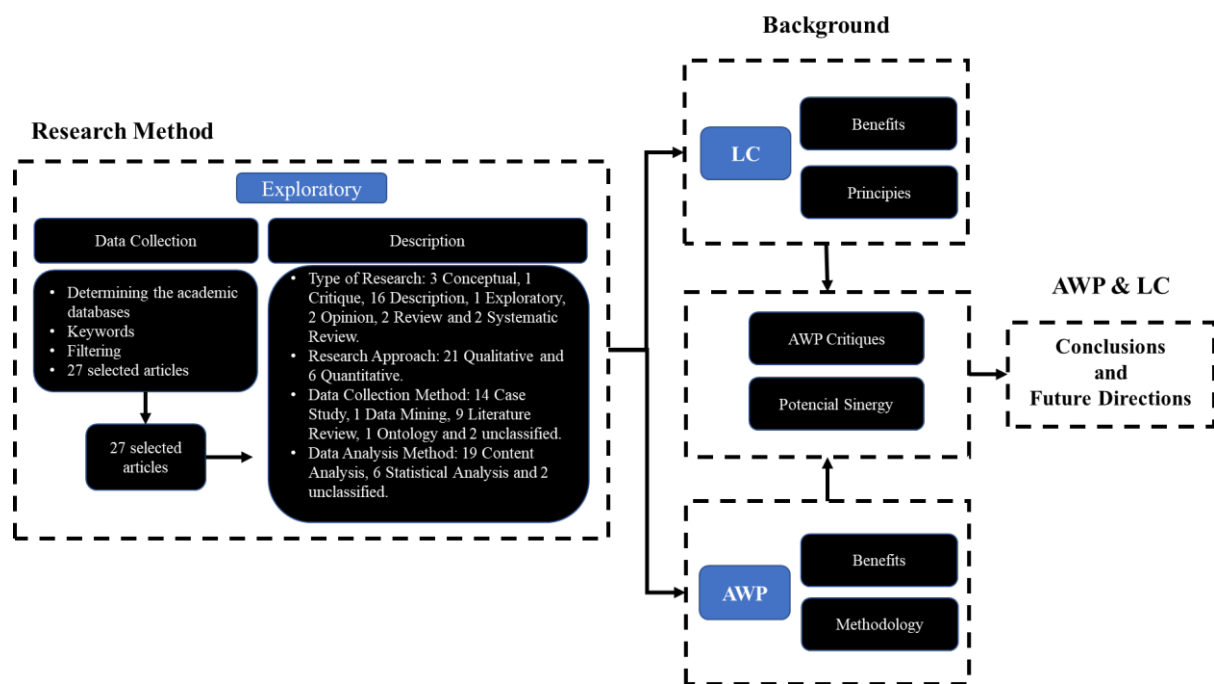 Research Method
Exploratory
Data Collection
• Determining the academic
databases
• Keywords
• Filtering
• 27 selected articles
27 selected
articles
Description
• Type of Research: 3 Conceptual, 1
Critique, 16 Description, 1 Exploratory,
2 Opinion, 2 Review and 2 Systematic
Review.
• Research Approach: 21 Qualitative and
6 Quantitative.
• Data Collection Method: 14 Case
Study, 1 Data Mining, 9 Literature
Review, 1 Ontology and 2 unclassified.
• Data Analysis Method: 19 Content
Analysis, 6 Statistical Analysis and 2
unclassified.
Background
LC
Benefits
Principies
AWP Critiques
Potencial Sinergy
AWP
Benefits
Methodology
AWP & LC
Conclusions
and
Future Directions